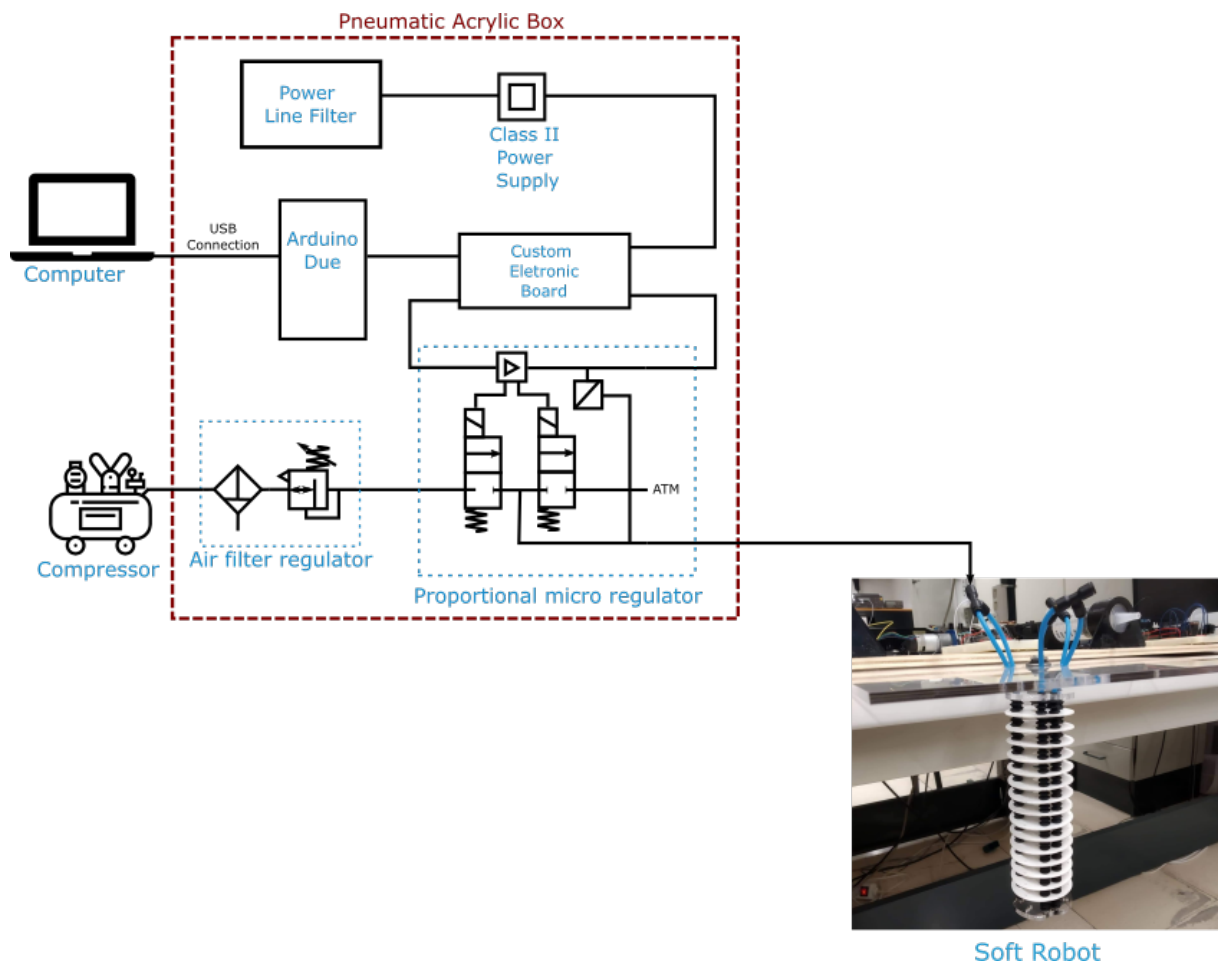 Pneumatic Acrylic Box
Power
Line Filter
Class II
Power
Supply
USB
Connection
Arduino
Due
Custom
Eletronic
Board
Computer
ATM
Air filter regulator
Compressor
Proportional micro regulator
Soft Robot